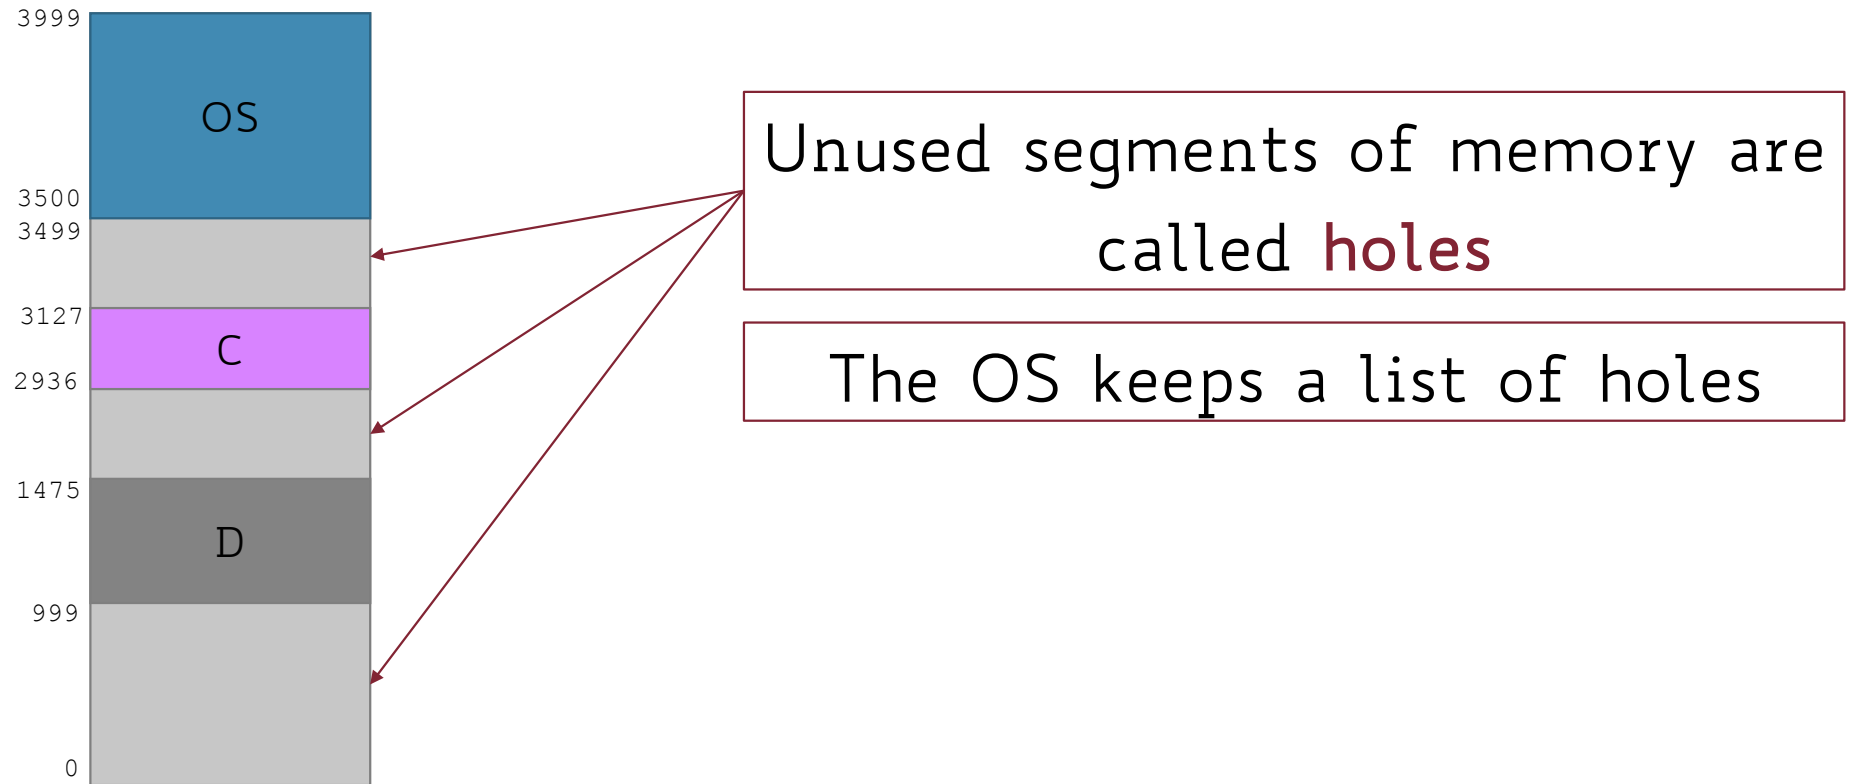 3999
OS
3500
3499
3127
C
2936
1475
D
999
0
Unused segments of memory are
called holes
The OS keeps a list of holes